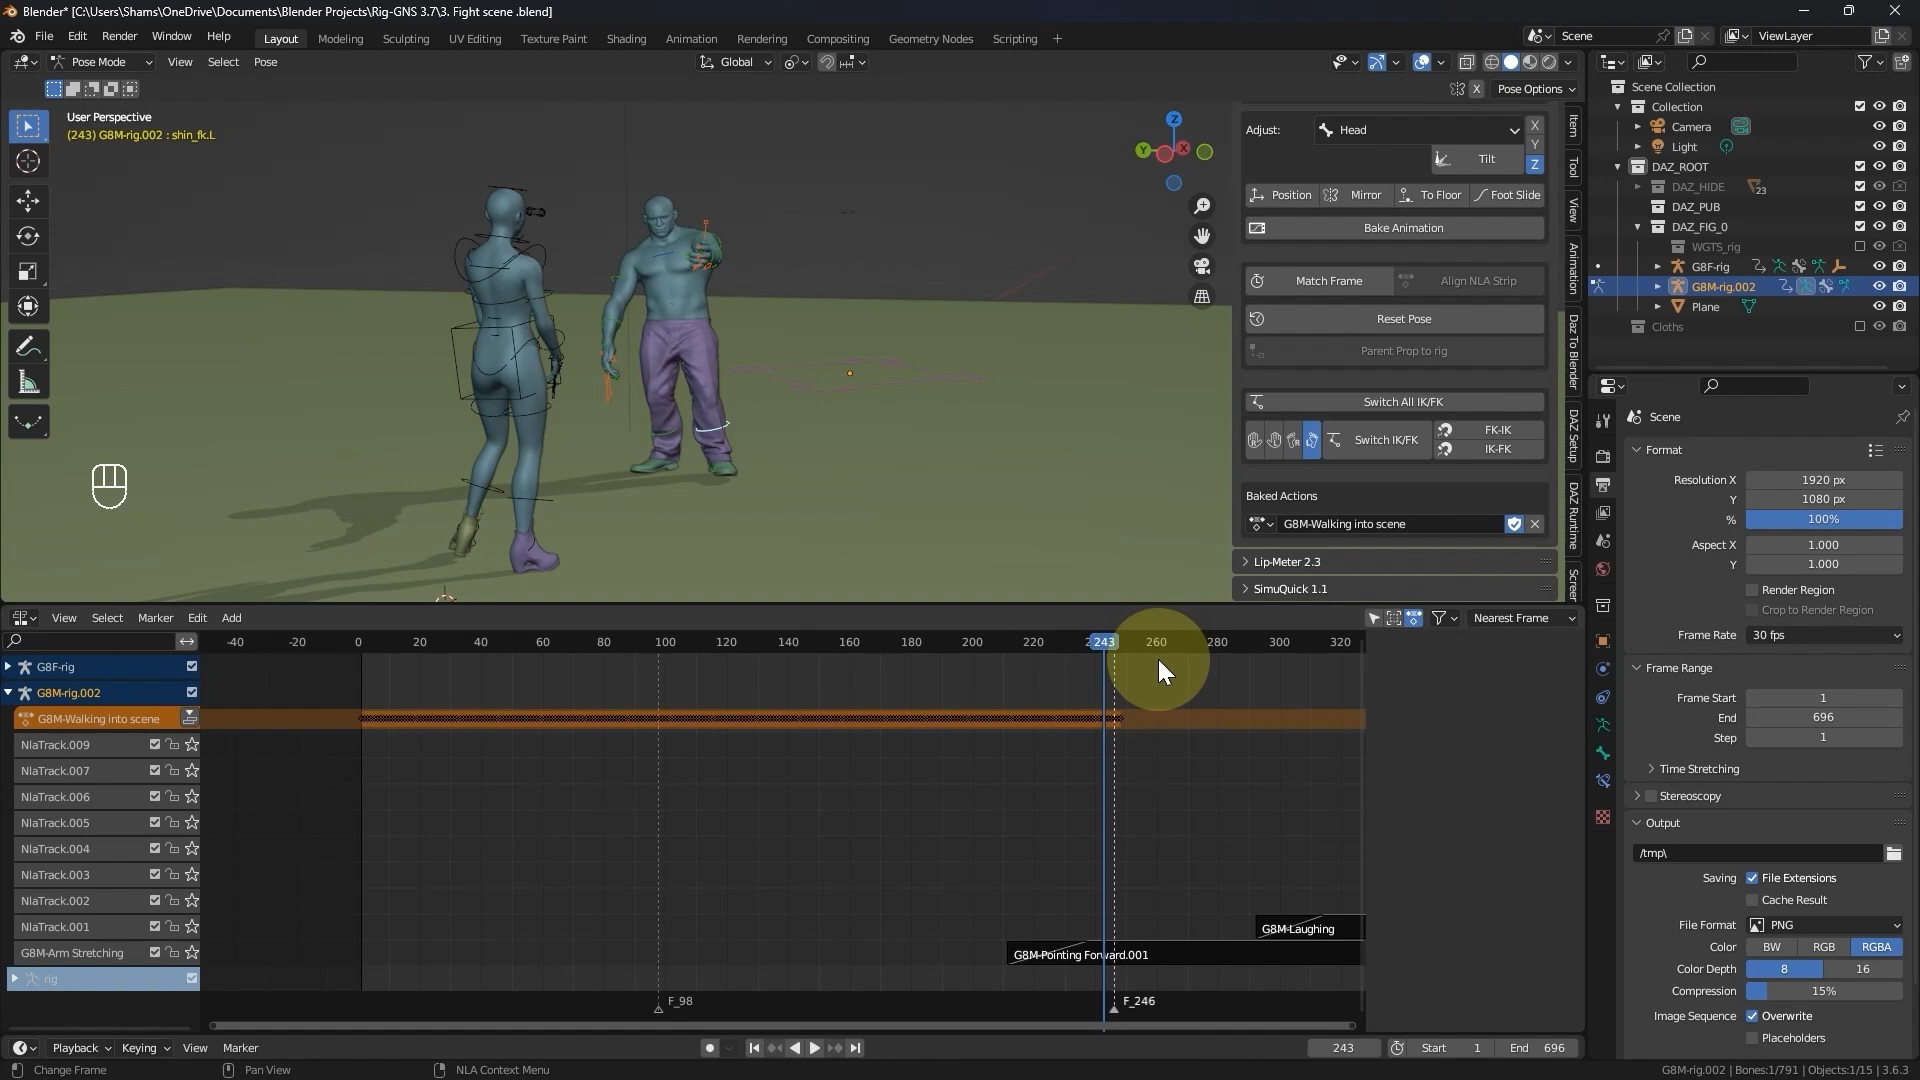 Blender* [C:\Users\Shams\OneDrive\Documents\Blender Projects\Rig-GNS 3.7\3. Fight scene .blend]
File Edit Render Window Help Layout Modeling Sculpting UV Editing Texture Paint Shading Animation Rendering Compositing Geometry Nodes Scripting + Scene ViewLayer
Pose Mode View Select Pose Global
X Pose Options
User Perspective
(243) G8M-rig.002 : shin_fk.L
Z
Y X
Adjust: Head X
Y
Tilt Z
Position Mirror To Floor Foot Slide
Bake Animation
Match Frame Align NLA Strip
Reset Pose
Parent Prop to rig
Switch All IK/FK
Switch IK/FK FK-IK
IK-FK
Baked Actions
G8M-Walking into scene
Lip-Meter 2.3
SimuQuick 1.1
Item
Tool
View
Animation
Daz To Blender
DAZ Setup
DAZ Runtime
Screen
Scene Collection
Collection
Camera
Light
DAZ_ROOT
DAZ_HIDE 23
DAZ_PUB
DAZ_FIG_0
WGTS_rig
G8F-rig
G8M-rig.002
Plane
Cloths
Scene
Format
Resolution X 1920 px
Y 1080 px
% 100%
Aspect X 1.000
Y 1.000
Render Region
Crop to Render Region
Frame Rate 30 fps
Frame Range
Frame Start 1
End 696
Step 1
Time Stretching
Stereoscopy
Output
/tmp\
Saving File Extensions
Cache Result
File Format PNG
Color BW RGB RGBA
Color Depth 8 16
Compression 15%
Image Sequence Overwrite
Placeholders
View Select Marker Edit Add Nearest Frame
-40 -20 0 20 40 60 80 100 120 140 160 180 200 220 243 260 280 300 320
G8F-rig
G8M-rig.002
G8M-Walking into scene
NlaTrack.009
NlaTrack.007
NlaTrack.006
NlaTrack.005
NlaTrack.004
NlaTrack.003
NlaTrack.002
NlaTrack.001
G8M-Laughing
G8M-Arm Stretching
G8M-Pointing Forward.001
rig
F_98 F_246
Playback Keying View Marker 243 Start 1 End 696
Change Frame Pan View NLA Context Menu G8M-rig.002 | Bones:1/791 | Objects:1/15 | 3.6.3